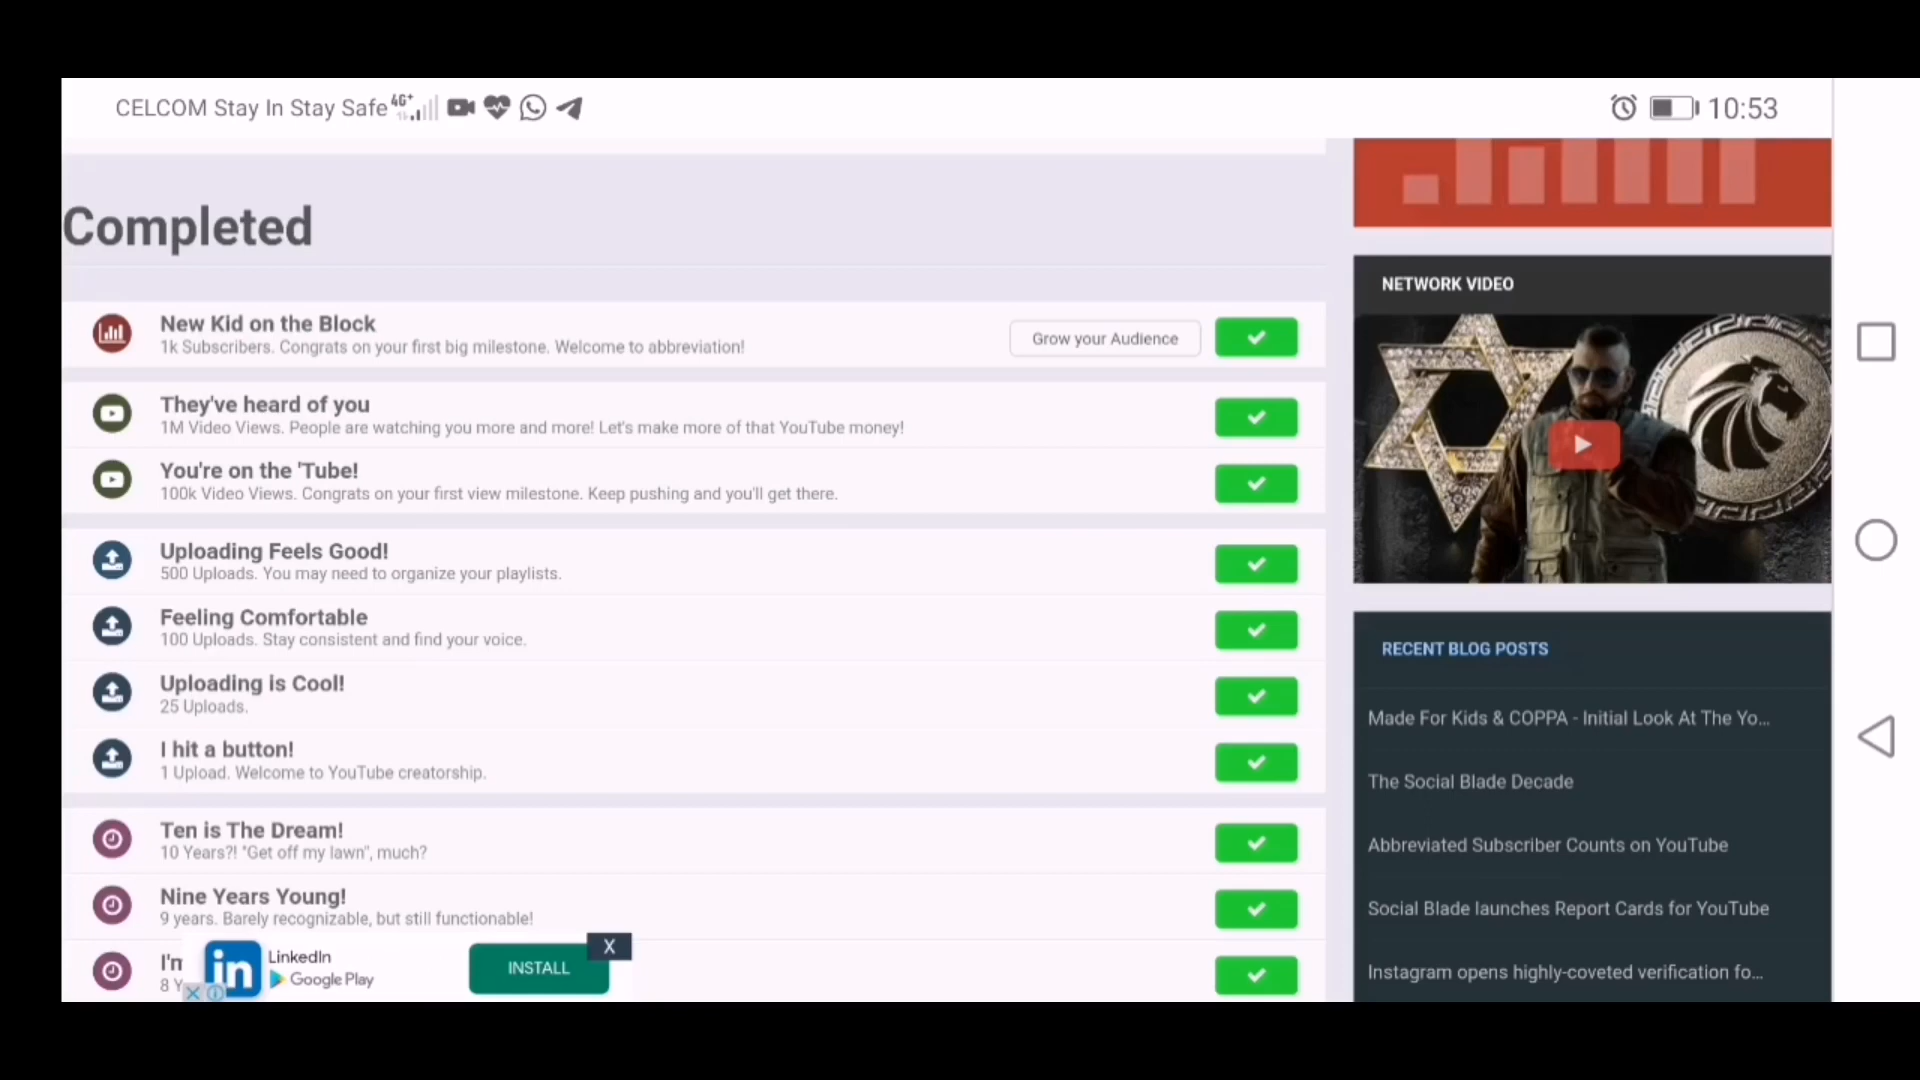 CELCOM Stay In Stay Safe 4G+
10:53
Completed
New Kid on the Block
1k Subscribers. Congrats on your first big milestone. Welcome to abbreviation!
Grow your Audience
They've heard of you
1M Video Views. People are watching you more and more! Let's make more of that YouTube money!
You're on the 'Tube!
100k Video Views. Congrats on your first view milestone. Keep pushing and you'll get there.
Uploading Feels Good!
500 Uploads. You may need to organize your playlists.
Feeling Comfortable
100 Uploads. Stay consistent and find your voice.
Uploading is Cool!
25 Uploads.
I hit a button!
1 Upload. Welcome to YouTube creatorship.
Ten is The Dream!
10 Years?! "Get off my lawn", much?
Nine Years Young!
9 years. Barely recognizable, but still functionable!
I'm
8 Y
in
LinkedIn
Google Play
INSTALL
X
NETWORK VIDEO
RECENT BLOG POSTS
Made For Kids & COPPA - Initial Look At The Yo...
The Social Blade Decade
Abbreviated Subscriber Counts on YouTube
Social Blade launches Report Cards for YouTube
Instagram opens highly-coveted verification fo...